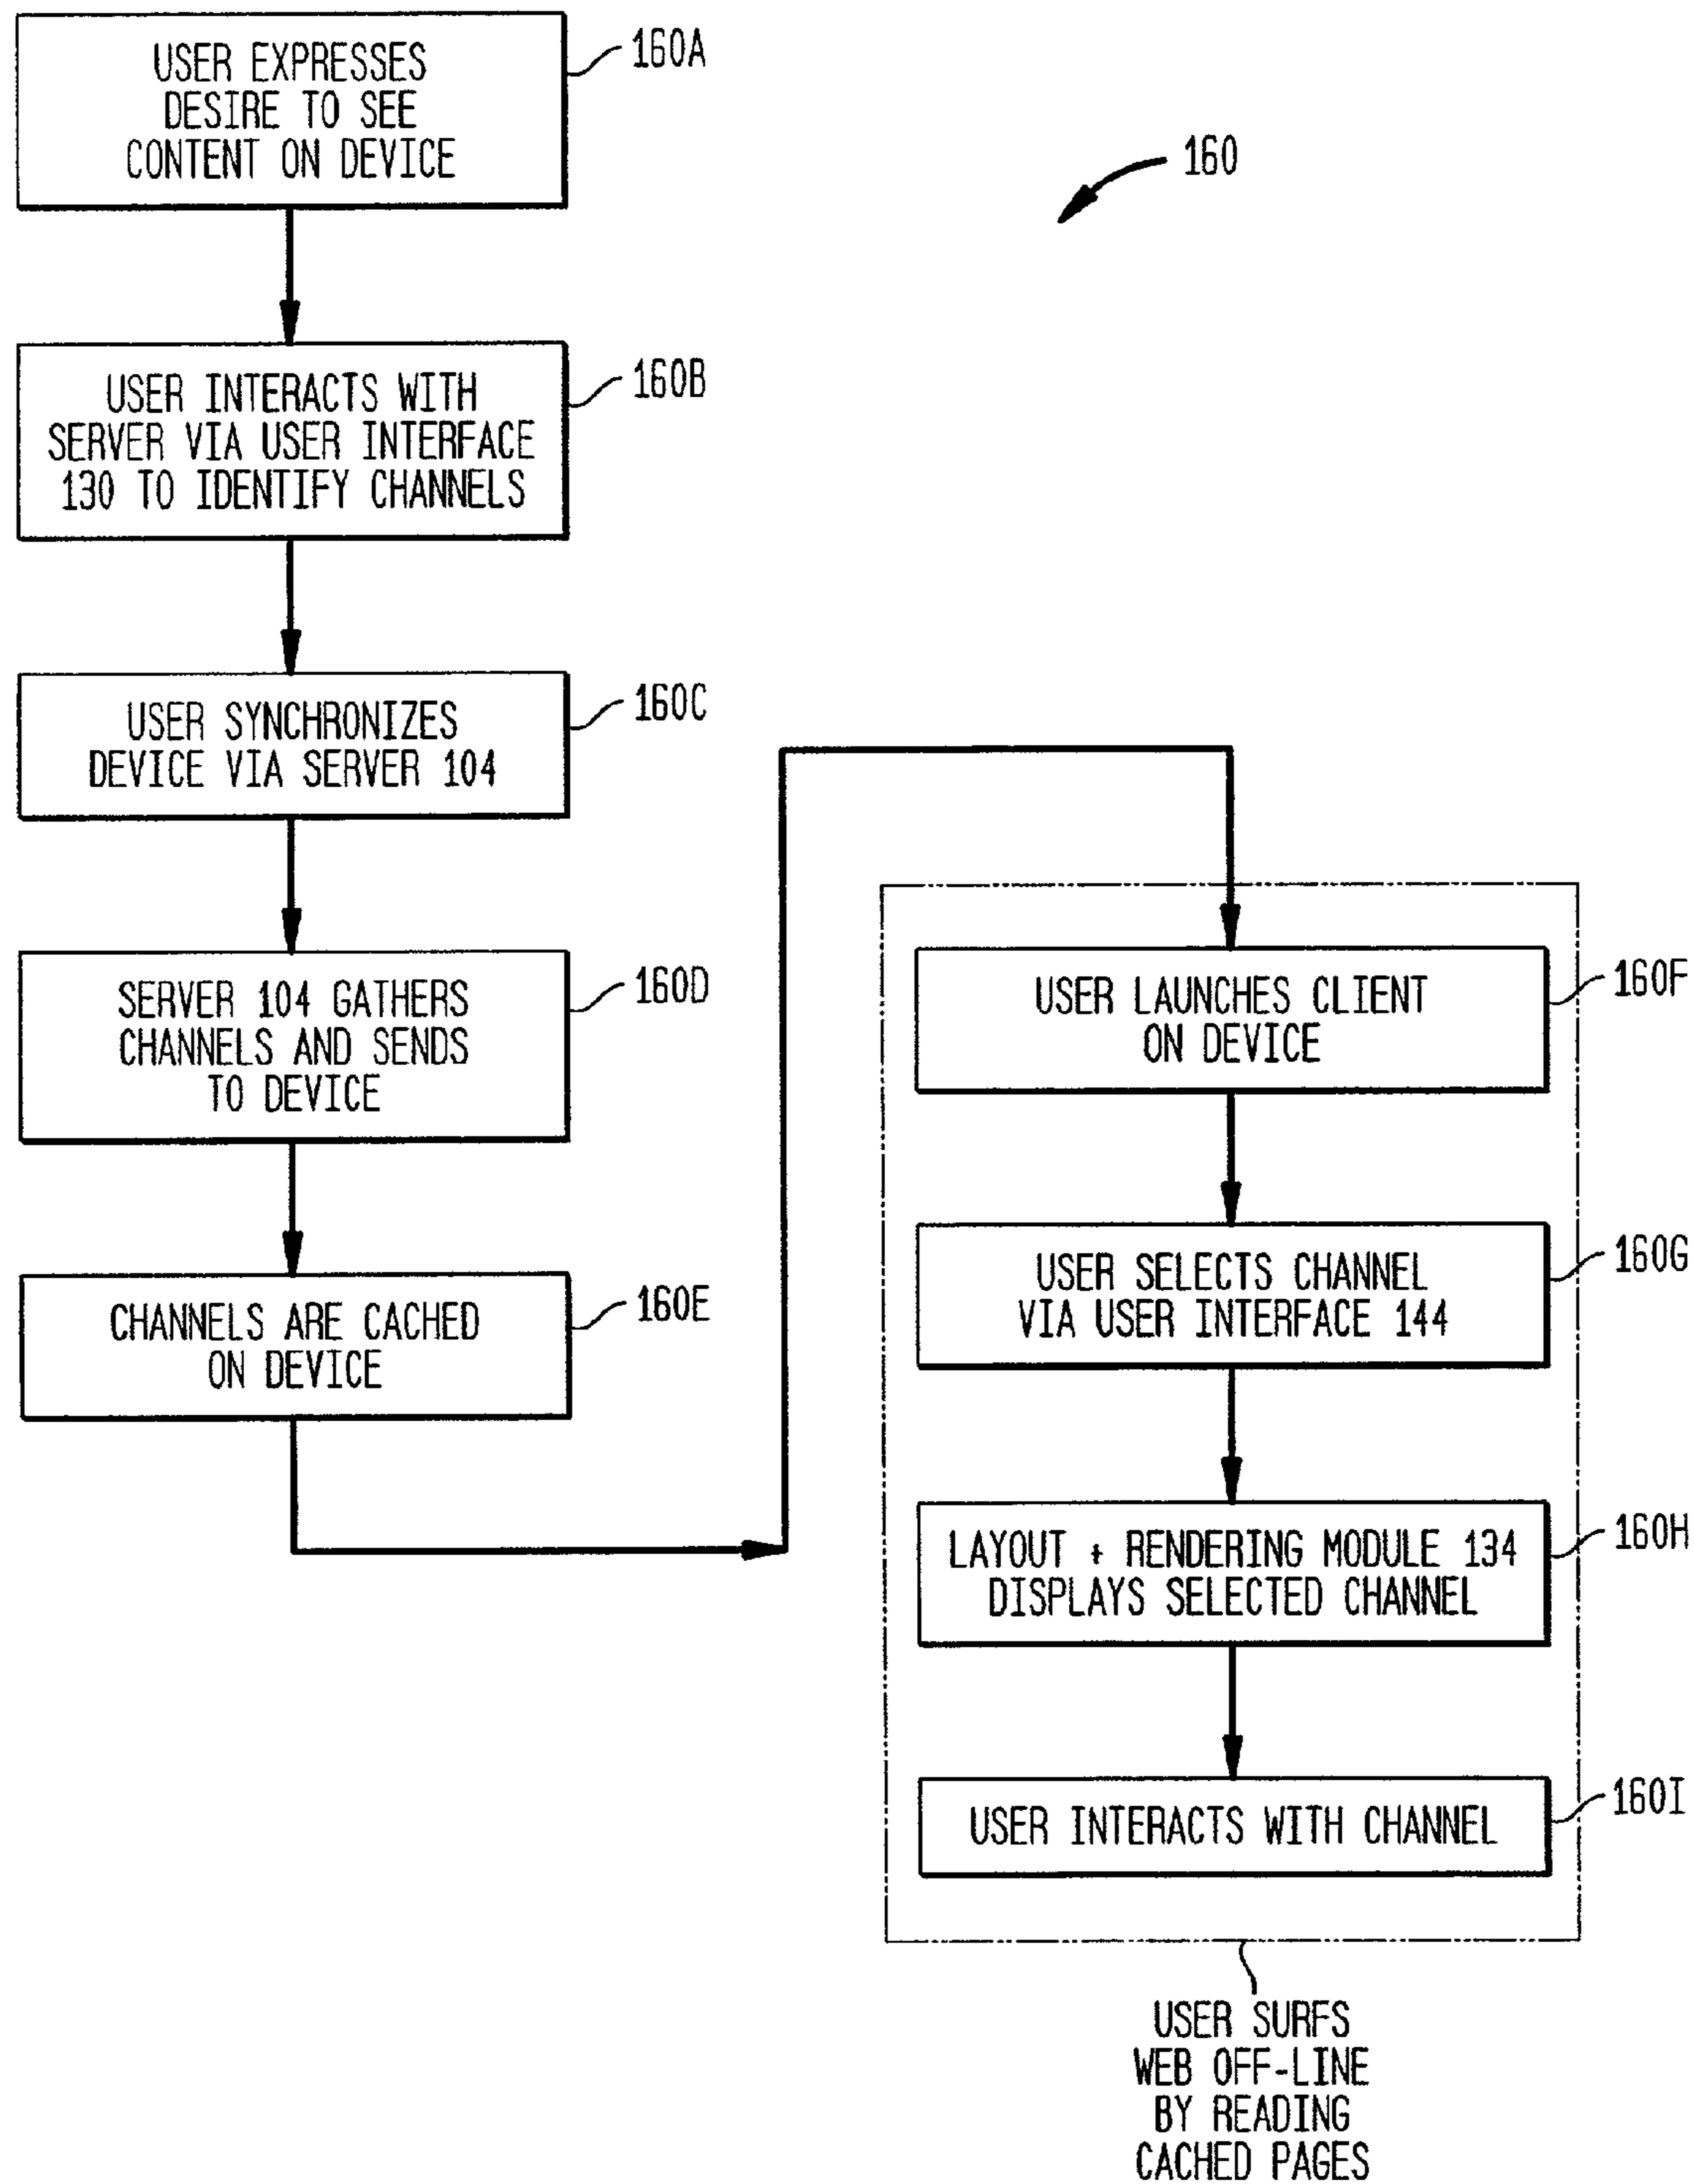 USER EXPRESSES
DESIRE TO SEE
CONTENT ON DEVICE
160A
160
USER INTERACTS WITH
SERVER VIA USER INTERFACE
130 TO IDENTIFY CHANNELS
160B
USER SYNCHRONIZES
DEVICE VIA SERVER 104
160C
SERVER 104 GATHERS
CHANNELS AND SENDS
TO DEVICE
160D
CHANNELS ARE CACHED
ON DEVICE
160E
USER LAUNCHES CLIENT
ON DEVICE
160F
USER SELECTS CHANNEL
VIA USER INTERFACE 144
160G
LAYOUT + RENDERING MODULE 134
DISPLAYS SELECTED CHANNEL
160H
USER INTERACTS WITH CHANNEL
160I
USER SURFS
WEB OFF-LINE
BY READING
CACHED PAGES